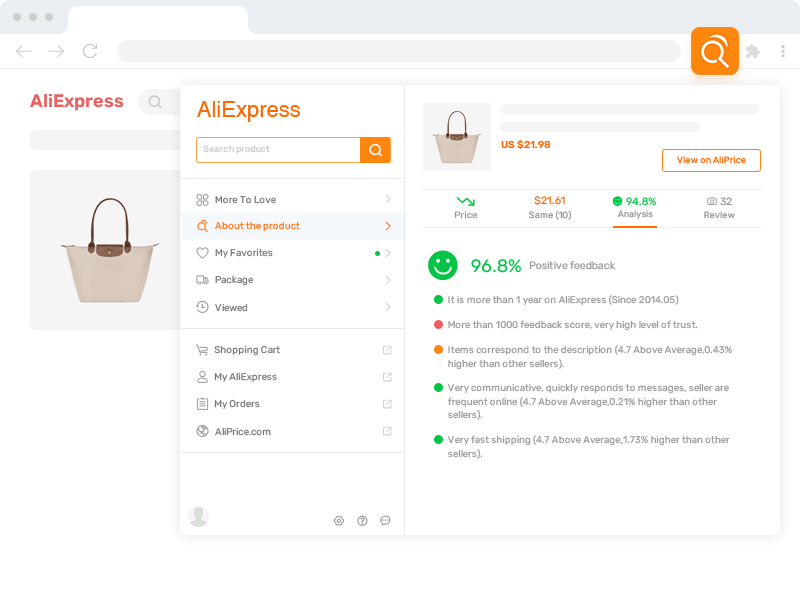 AliExpress
AliExpress
Search product
More To Love
About the product
My Favorites
Package
Viewed
Shopping Cart
My AliExpress
My Orders
AliPrice.com
US $21.98
View on AliPrice
Price
$21.61
Same (10)
94.8%
Analysis
32
Review
96.8% Positive feedback
It is more than 1 year on AliExpress (Since 2014.05)
More than 1000 feedback score, very high level of trust.
Items correspond to the description (4.7 Above Average,0.43%
higher than other sellers).
Very communicative, quickly responds to messages, seller are
frequent online (4.7 Above Average,0.21% higher than other
sellers).
Very fast shipping (4.7 Above Average,1.73% higher than other
sellers).